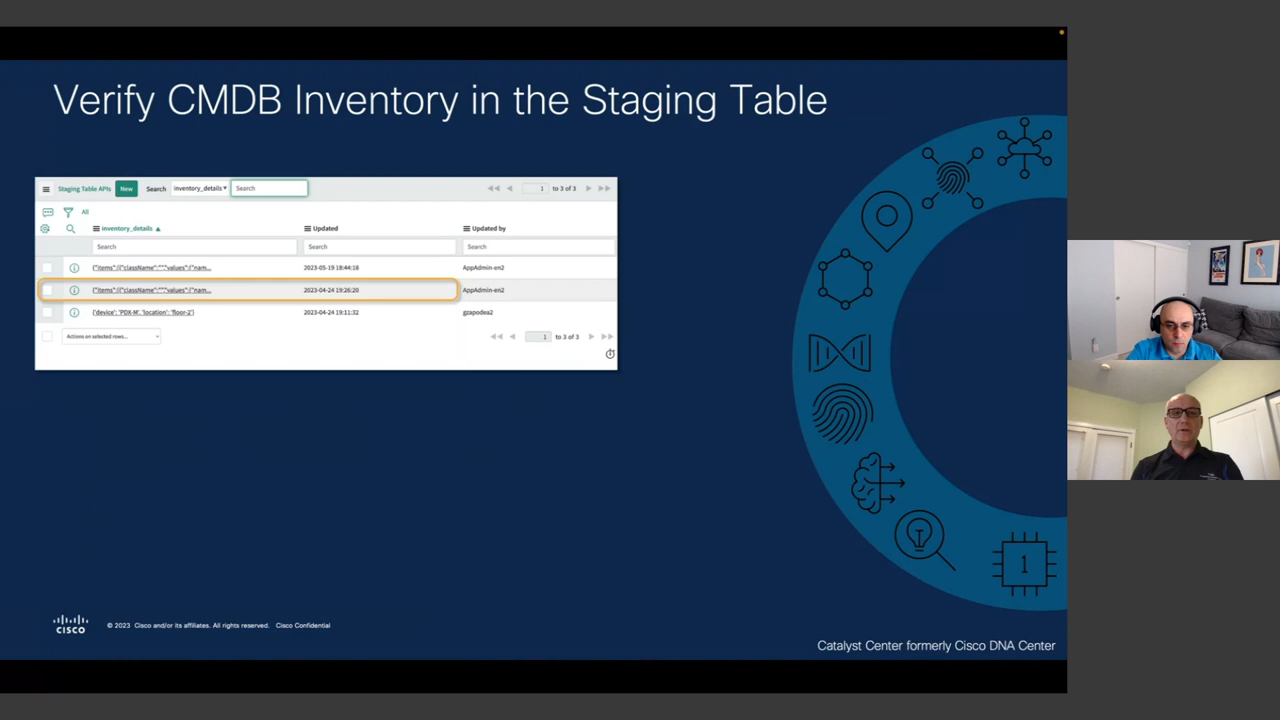 Verify CMDB Inventory in the Staging Table
Staging Table APIs New Search inventory_details Search 1 to 3 of 3
All
inventory_details Updated Updated by
Search Search Search
{"items":[{"className":"","values":{"nam... 2023-05-19 18:44:18 AppAdmin-en2
{"items":[{"className":"","values":{"nam... 2023-04-24 19:26:20 AppAdmin-en2
{'device': 'PDX-M', 'location': 'floor-2'} 2023-04-24 19:11:32 gzapodea2
Actions on selected rows... 1 to 3 of 3
1
CISCO © 2023 Cisco and/or its affiliates. All rights reserved. Cisco Confidential
Catalyst Center formerly Cisco DNA Center